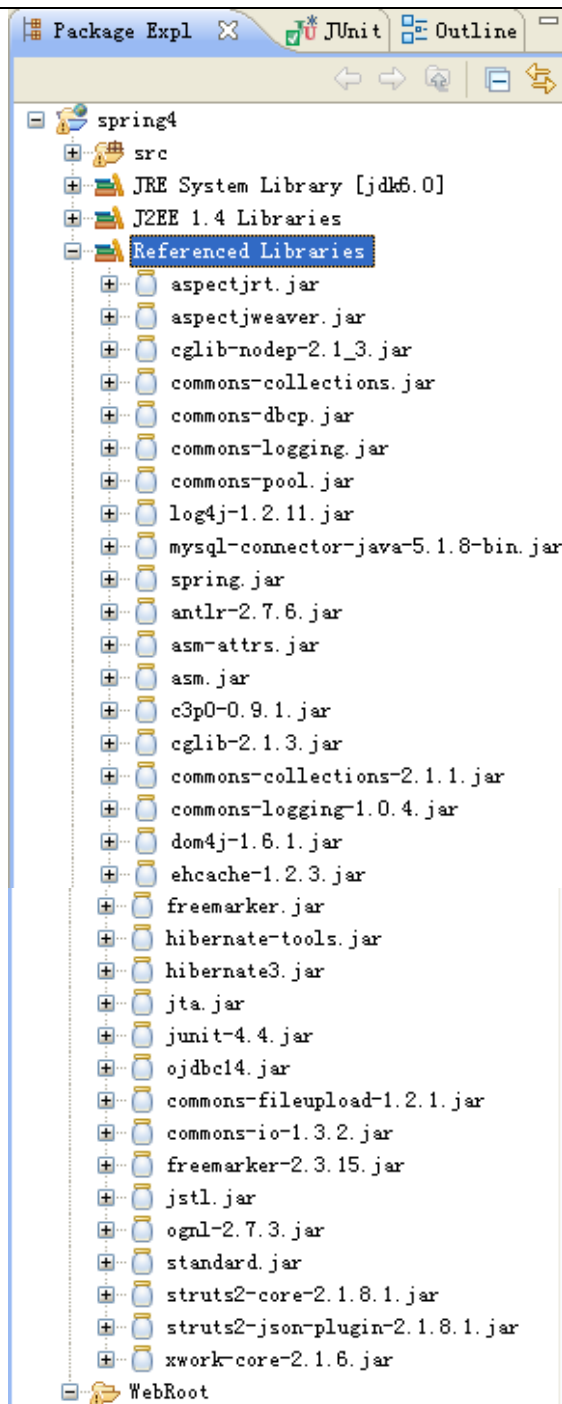 Package Expl JUnit Outline
spring4
src
JRE System Library [jdk6.0]
J2EE 1.4 Libraries
Referenced Libraries
aspectjrt.jar
aspectjweaver.jar
cglib-nodep-2.1_3.jar
commons-collections.jar
commons-dbcp.jar
commons-logging.jar
commons-pool.jar
log4j-1.2.11.jar
mysql-connector-java-5.1.8-bin.jar
spring.jar
antlr-2.7.6.jar
asm-attrs.jar
asm.jar
c3p0-0.9.1.jar
cglib-2.1.3.jar
commons-collections-2.1.1.jar
commons-logging-1.0.4.jar
dom4j-1.6.1.jar
ehcache-1.2.3.jar
freemarker.jar
hibernate-tools.jar
hibernate3.jar
jta.jar
junit-4.4.jar
ojdbc14.jar
commons-fileupload-1.2.1.jar
commons-io-1.3.2.jar
freemarker-2.3.15.jar
jstl.jar
ognl-2.7.3.jar
standard.jar
struts2-core-2.1.8.1.jar
struts2-json-plugin-2.1.8.1.jar
xwork-core-2.1.6.jar
WebRoot